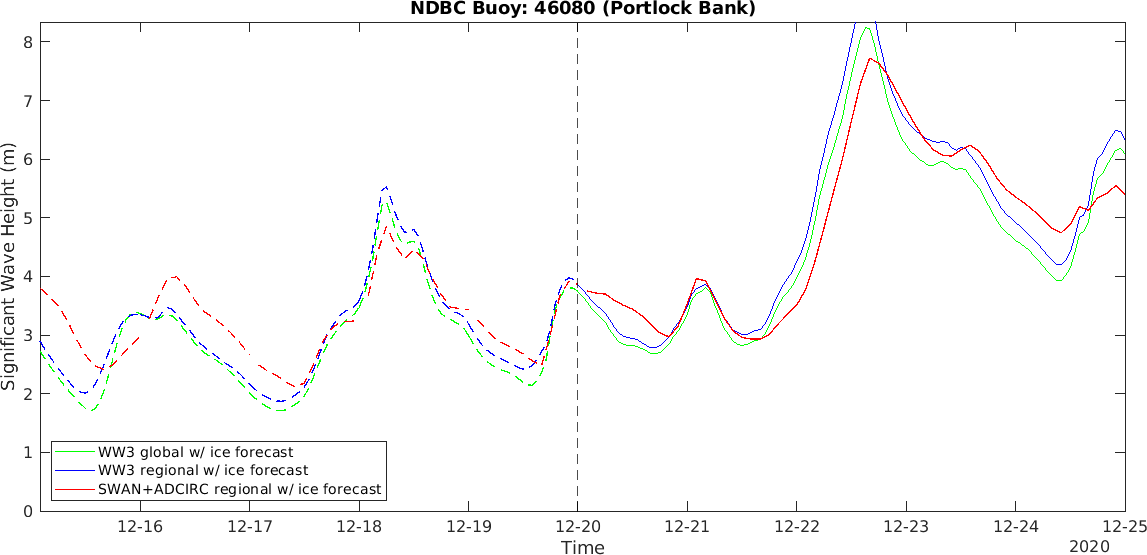 NDBC Buoy: 46080 (Portlock Bank)
8
7
6
5
4
3
2
1
0
Significant Wave Height (m)
WW3 global w/ ice forecast
WW3 regional w/ ice forecast
SWAN+ADCIRC regional w/ ice forecast
12-16 12-17 12-18 12-19 12-20 12-21 12-22 12-23 12-24 12-25
Time
2020